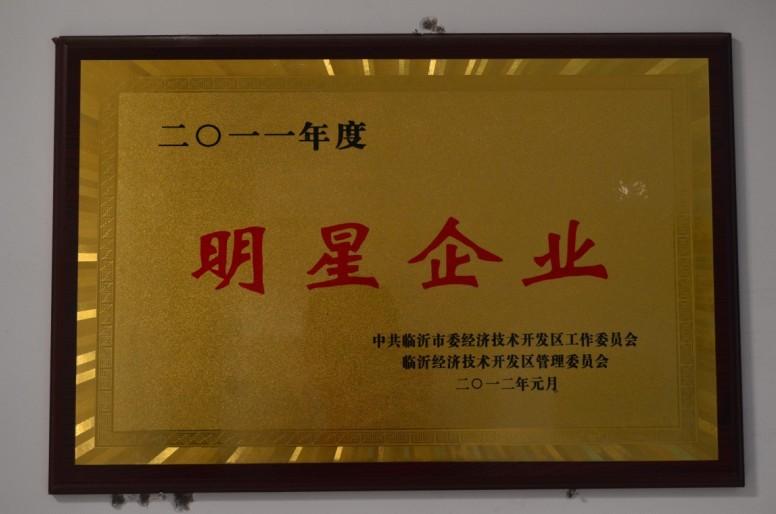 二〇一一年度
明星企业
中共临沂市委经济技术开发区工作委员会
临沂经济技术开发区管理委员会
二〇一二年元月